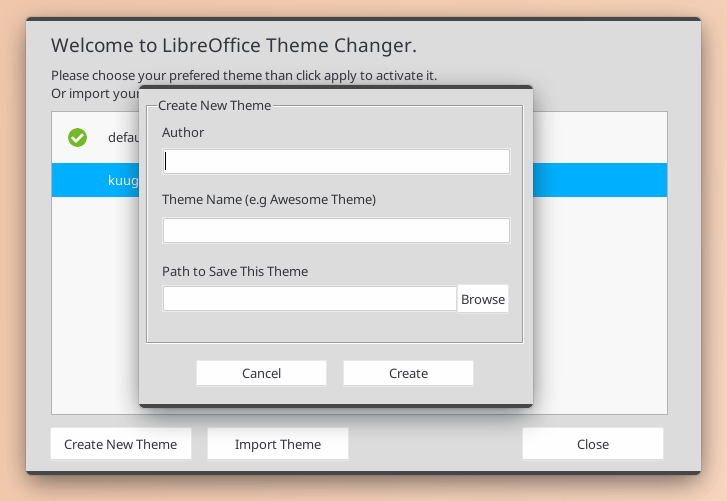 Welcome to LibreOffice Theme Changer.
Please choose your prefered theme than click apply to activate it.
Or import your
Create New Theme
Author
Theme Name (e.g Awesome Theme)
Path to Save This Theme
Browse
Cancel
Create
Create New Theme
Import Theme
Close